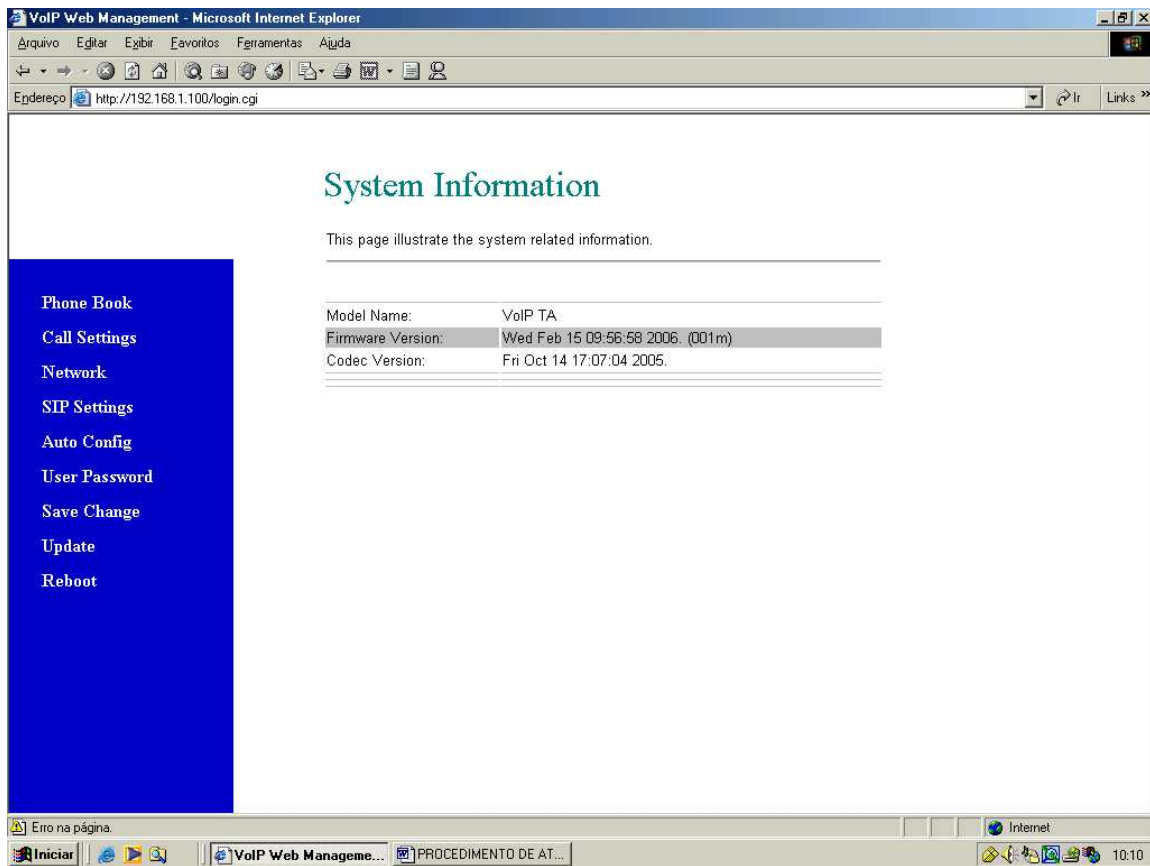 VoIP Web Management - Microsoft Internet Explorer
Arquivo Editar Exibir Favoritos Ferramentas Ajuda
Endereço http://192.168.1.100/login.cgi Ir Links »
System Information
This page illustrate the system related information.
Phone Book
Call Settings
Network
SIP Settings
Auto Config
User Password
Save Change
Update
Reboot
Model Name: VoIP TA
Firmware Version: Wed Feb 15 09:56:58 2006. (001m)
Codec Version: Fri Oct 14 17:07:04 2005.
Erro na página. Internet
Iniciar VoIP Web Manageme... PROCEDIMENTO DE AT... 10:10